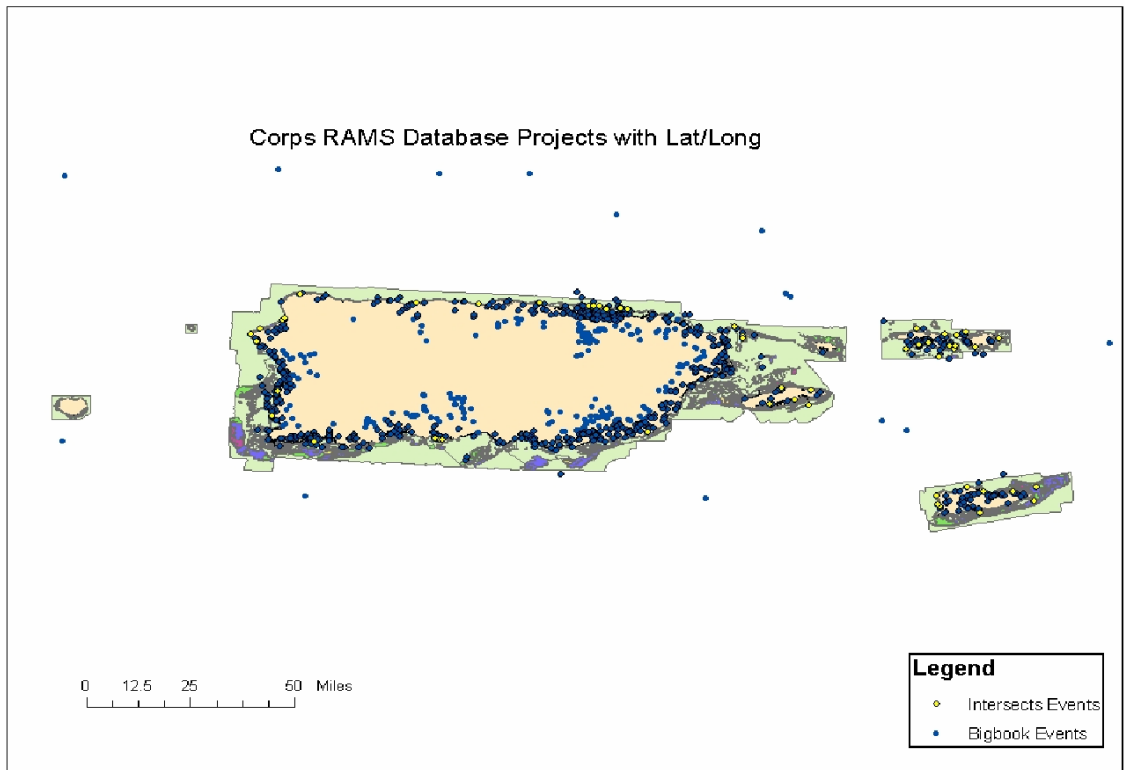 Corps RAMS Database Projects with Lat/Long
0 12.5 25 50 Miles
Legend
Intersects Events
Bigbook Events